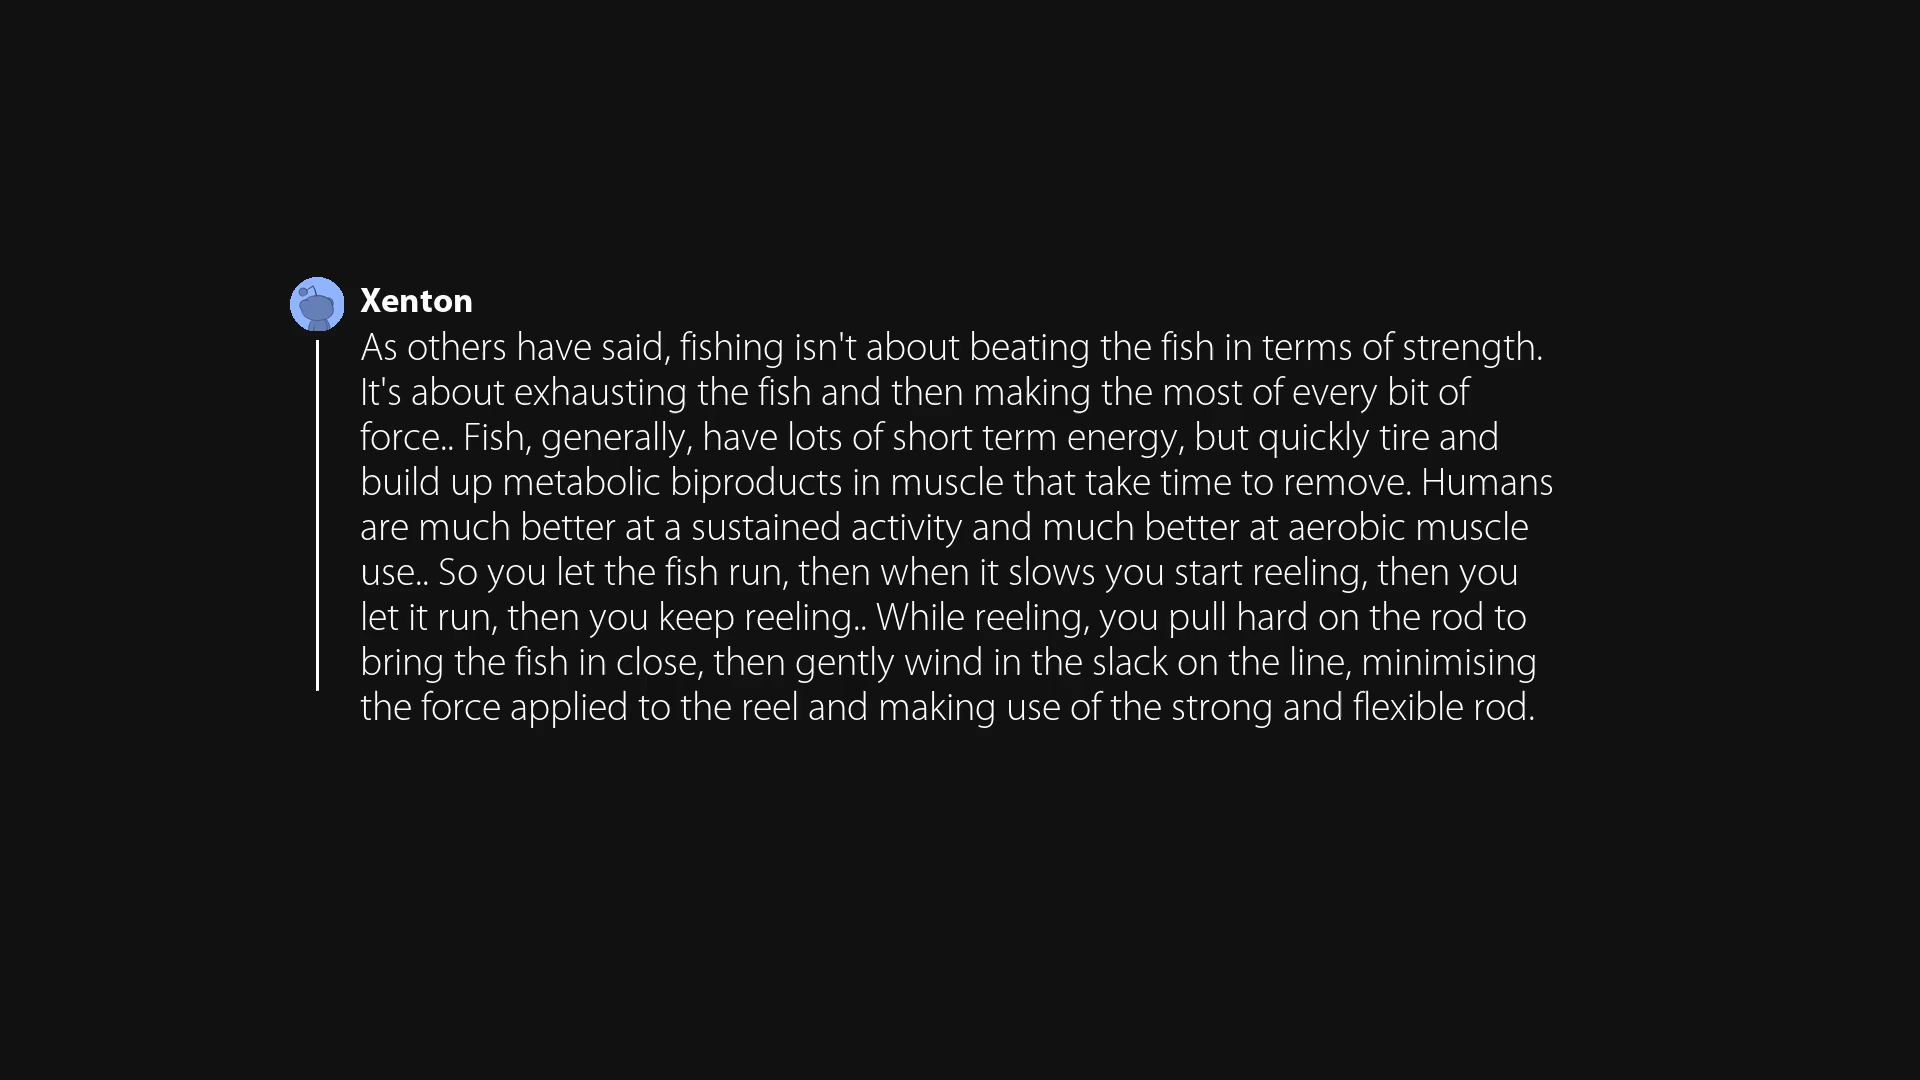 Xenton
As others have said, fishing isn't about beating the fish in terms of strength.
It's about exhausting the fish and then making the most of every bit of
force.. Fish, generally, have lots of short term energy, but quickly tire and
build up metabolic biproducts in muscle that take time to remove. Humans
are much better at a sustained activity and much better at aerobic muscle
use.. So you let the fish run, then when it slows you start reeling, then you
let it run, then you keep reeling.. While reeling, you pull hard on the rod to
bring the fish in close, then gently wind in the slack on the line, minimising
the force applied to the reel and making use of the strong and flexible rod.